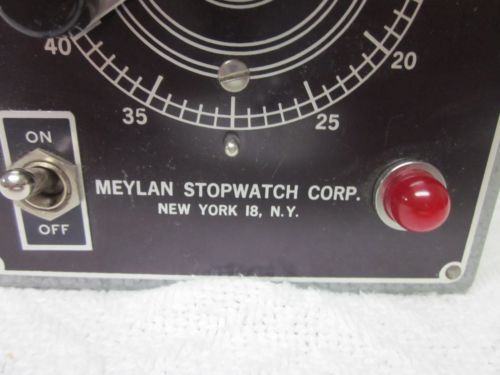 40
20
35
25
ON
OFF
MEYLAN STOPWATCH CORP.
NEW YORK 18, N.Y.